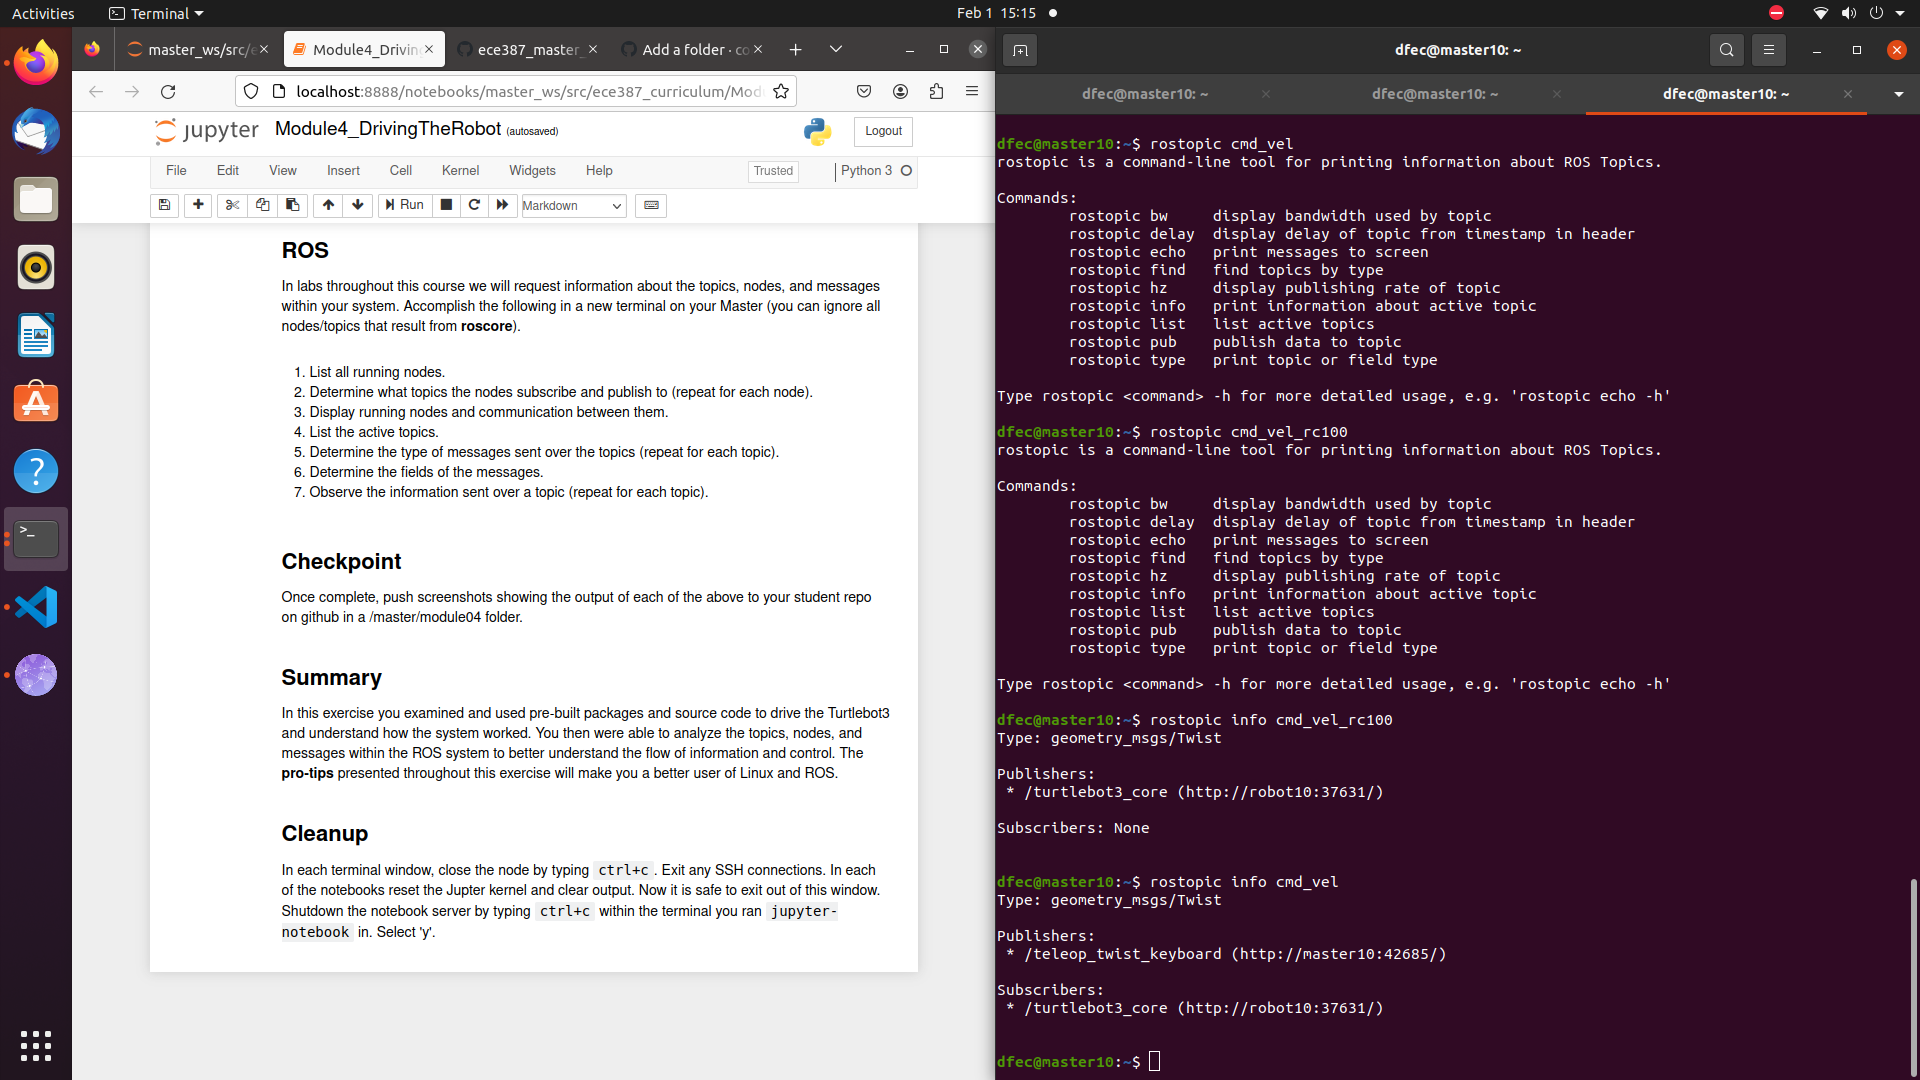 Activities
Terminal
Feb 1 15:15
master_ws/src/e
Module4_Drivin
ece387_master_
Add a folder · co
localhost:8888/notebooks/master_ws/src/ece387_curriculum/Mod
jupyter
Module4_DrivingTheRobot (autosaved)
Logout
File
Edit
View
Insert
Cell
Kernel
Widgets
Help
Trusted
Python 3
Run
Markdown
ROS
In labs throughout this course we will request information about the topics, nodes, and messages
within your system. Accomplish the following in a new terminal on your Master (you can ignore all
nodes/topics that result from roscore).
1. List all running nodes.
2. Determine what topics the nodes subscribe and publish to (repeat for each node).
3. Display running nodes and communication between them.
4. List the active topics.
5. Determine the type of messages sent over the topics (repeat for each topic).
6. Determine the fields of the messages.
7. Observe the information sent over a topic (repeat for each topic).
Checkpoint
Once complete, push screenshots showing the output of each of the above to your student repo
on github in a /master/module04 folder.
Summary
In this exercise you examined and used pre-built packages and source code to drive the Turtlebot3
and understand how the system worked. You then were able to analyze the topics, nodes, and
messages within the ROS system to better understand the flow of information and control. The
pro-tips presented throughout this exercise will make you a better user of Linux and ROS.
Cleanup
In each terminal window, close the node by typing ctrl+c . Exit any SSH connections. In each
of the notebooks reset the Jupter kernel and clear output. Now it is safe to exit out of this window.
Shutdown the notebook server by typing ctrl+c within the terminal you ran jupyter-
notebook in. Select 'y'.
dfec@master10: ~
dfec@master10: ~
dfec@master10: ~
dfec@master10: ~
dfec@master10:~$ rostopic cmd_vel
rostopic is a command-line tool for printing information about ROS Topics.
Commands:
rostopic bw display bandwidth used by topic
rostopic delay display delay of topic from timestamp in header
rostopic echo print messages to screen
rostopic find find topics by type
rostopic hz display publishing rate of topic
rostopic info print information about active topic
rostopic list list active topics
rostopic pub publish data to topic
rostopic type print topic or field type
Type rostopic <command> -h for more detailed usage, e.g. 'rostopic echo -h'
dfec@master10:~$ rostopic cmd_vel_rc100
rostopic is a command-line tool for printing information about ROS Topics.
Commands:
rostopic bw display bandwidth used by topic
rostopic delay display delay of topic from timestamp in header
rostopic echo print messages to screen
rostopic find find topics by type
rostopic hz display publishing rate of topic
rostopic info print information about active topic
rostopic list list active topics
rostopic pub publish data to topic
rostopic type print topic or field type
Type rostopic <command> -h for more detailed usage, e.g. 'rostopic echo -h'
dfec@master10:~$ rostopic info cmd_vel_rc100
Type: geometry_msgs/Twist
Publishers:
* /turtlebot3_core (http://robot10:37631/)
Subscribers: None
dfec@master10:~$ rostopic info cmd_vel
Type: geometry_msgs/Twist
Publishers:
* /teleop_twist_keyboard (http://master10:42685/)
Subscribers:
* /turtlebot3_core (http://robot10:37631/)
dfec@master10:~$